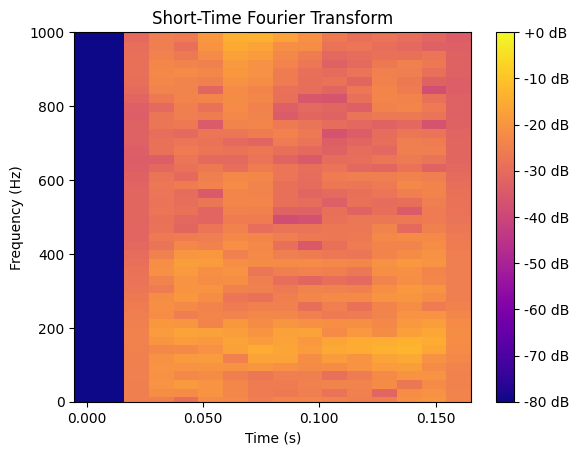 Short-Time Fourier Transform
1000
800
600
400
200
0
Frequency (Hz)
0.000
0.050
0.100
0.150
Time (s)
+0 dB
-10 dB
-20 dB
-30 dB
-40 dB
-50 dB
-60 dB
-70 dB
-80 dB